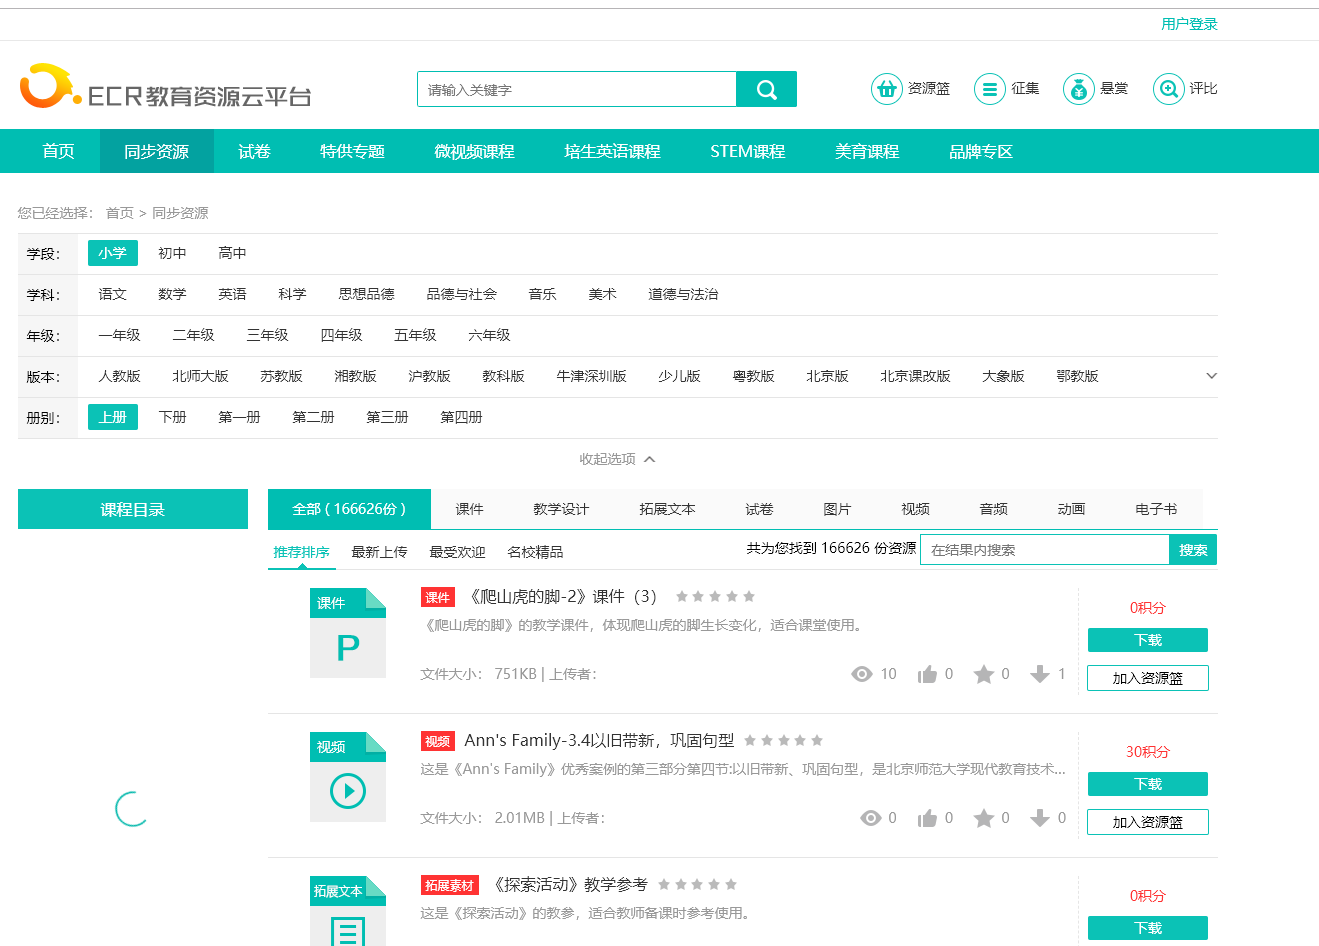 用户登录
ECR教育资源云平台
请输入关键字
资源篮 征集 悬赏 评比
首页 同步资源 试卷 特供专题 微视频课程 培生英语课程 STEM课程 美育课程 品牌专区
您已经选择： 首页 > 同步资源
学段： 小学 初中 高中
学科： 语文 数学 英语 科学 思想品德 品德与社会 音乐 美术 道德与法治
年级： 一年级 二年级 三年级 四年级 五年级 六年级
版本： 人教版 北师大版 苏教版 湘教版 沪教版 教科版 牛津深圳版 少儿版 粤教版 北京版 北京课改版 大象版 鄂教版
册别： 上册 下册 第一册 第二册 第三册 第四册
收起选项
课程目录
全部 ( 166626份 ) 课件 教学设计 拓展文本 试卷 图片 视频 音频 动画 电子书
推荐排序 最新上传 最受欢迎 名校精品 共为您找到 166626 份资源 在结果内搜索 搜索
课件
P
课件 《爬山虎的脚-2》课件（3）
《爬山虎的脚》的教学课件，体现爬山虎的脚生长变化，适合课堂使用。
文件大小： 751KB | 上传者： 10 0 0 1
0积分
下载
加入资源篮
视频
视频 Ann's Family-3.4以旧带新，巩固句型
这是《Ann's Family》优秀案例的第三部分第四节:以旧带新、巩固句型，是北京师范大学现代教育技术...
文件大小： 2.01MB | 上传者： 0 0 0 0
30积分
下载
加入资源篮
拓展文本
拓展素材 《探索活动》教学参考
这是《探索活动》的教参，适合教师备课时参考使用。
0积分
下载